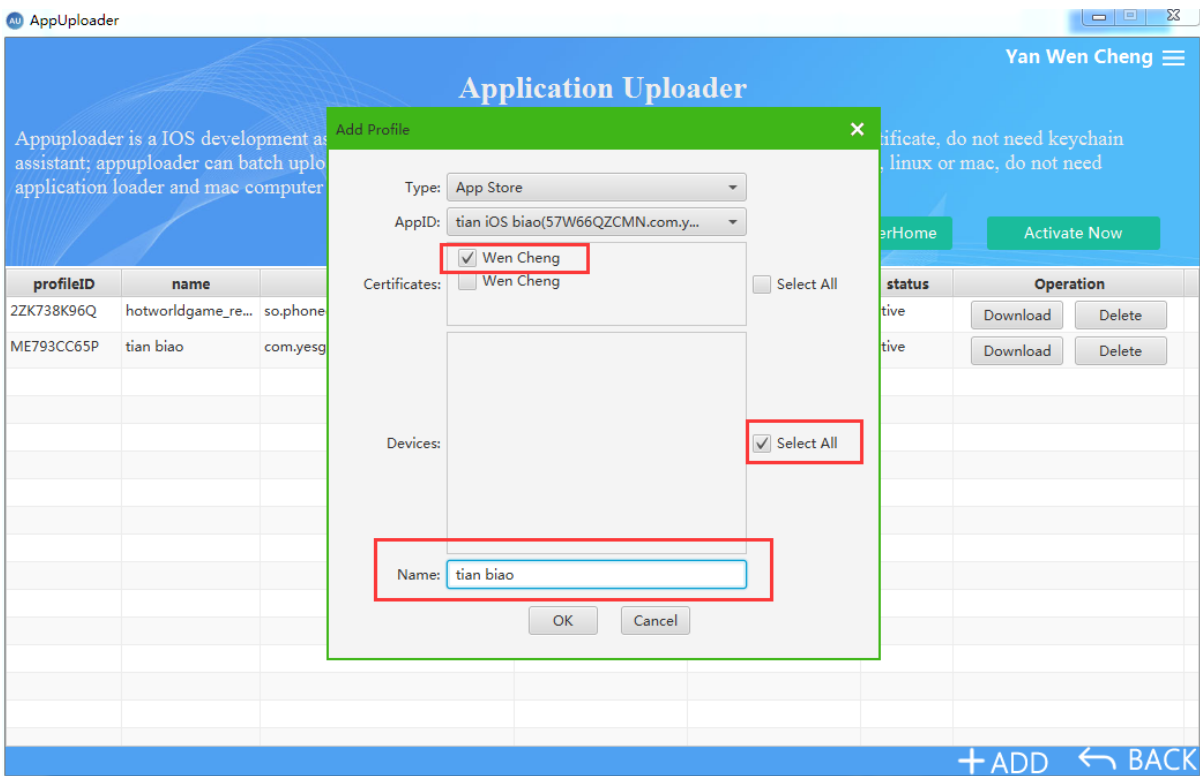 AU AppUploader
Yan Wen Cheng
Application Uploader
Appuploader is a IOS development as
tificate, do not need keychain
assistant; appuploader can batch uplo
, linux or mac, do not need
application loader and mac computer
erHome
Activate Now
Add Profile
Type: App Store
AppID: tian iOS biao(57W66QZCMN.com.y...
Certificates:
Wen Cheng
Wen Cheng
Select All
Devices:
Select All
Name: tian biao
OK Cancel
profileID name status Operation
2ZK738K96Q hotworldgame_re... so.phone tive Download Delete
ME793CC65P tian biao com.yesg tive Download Delete
+ ADD BACK